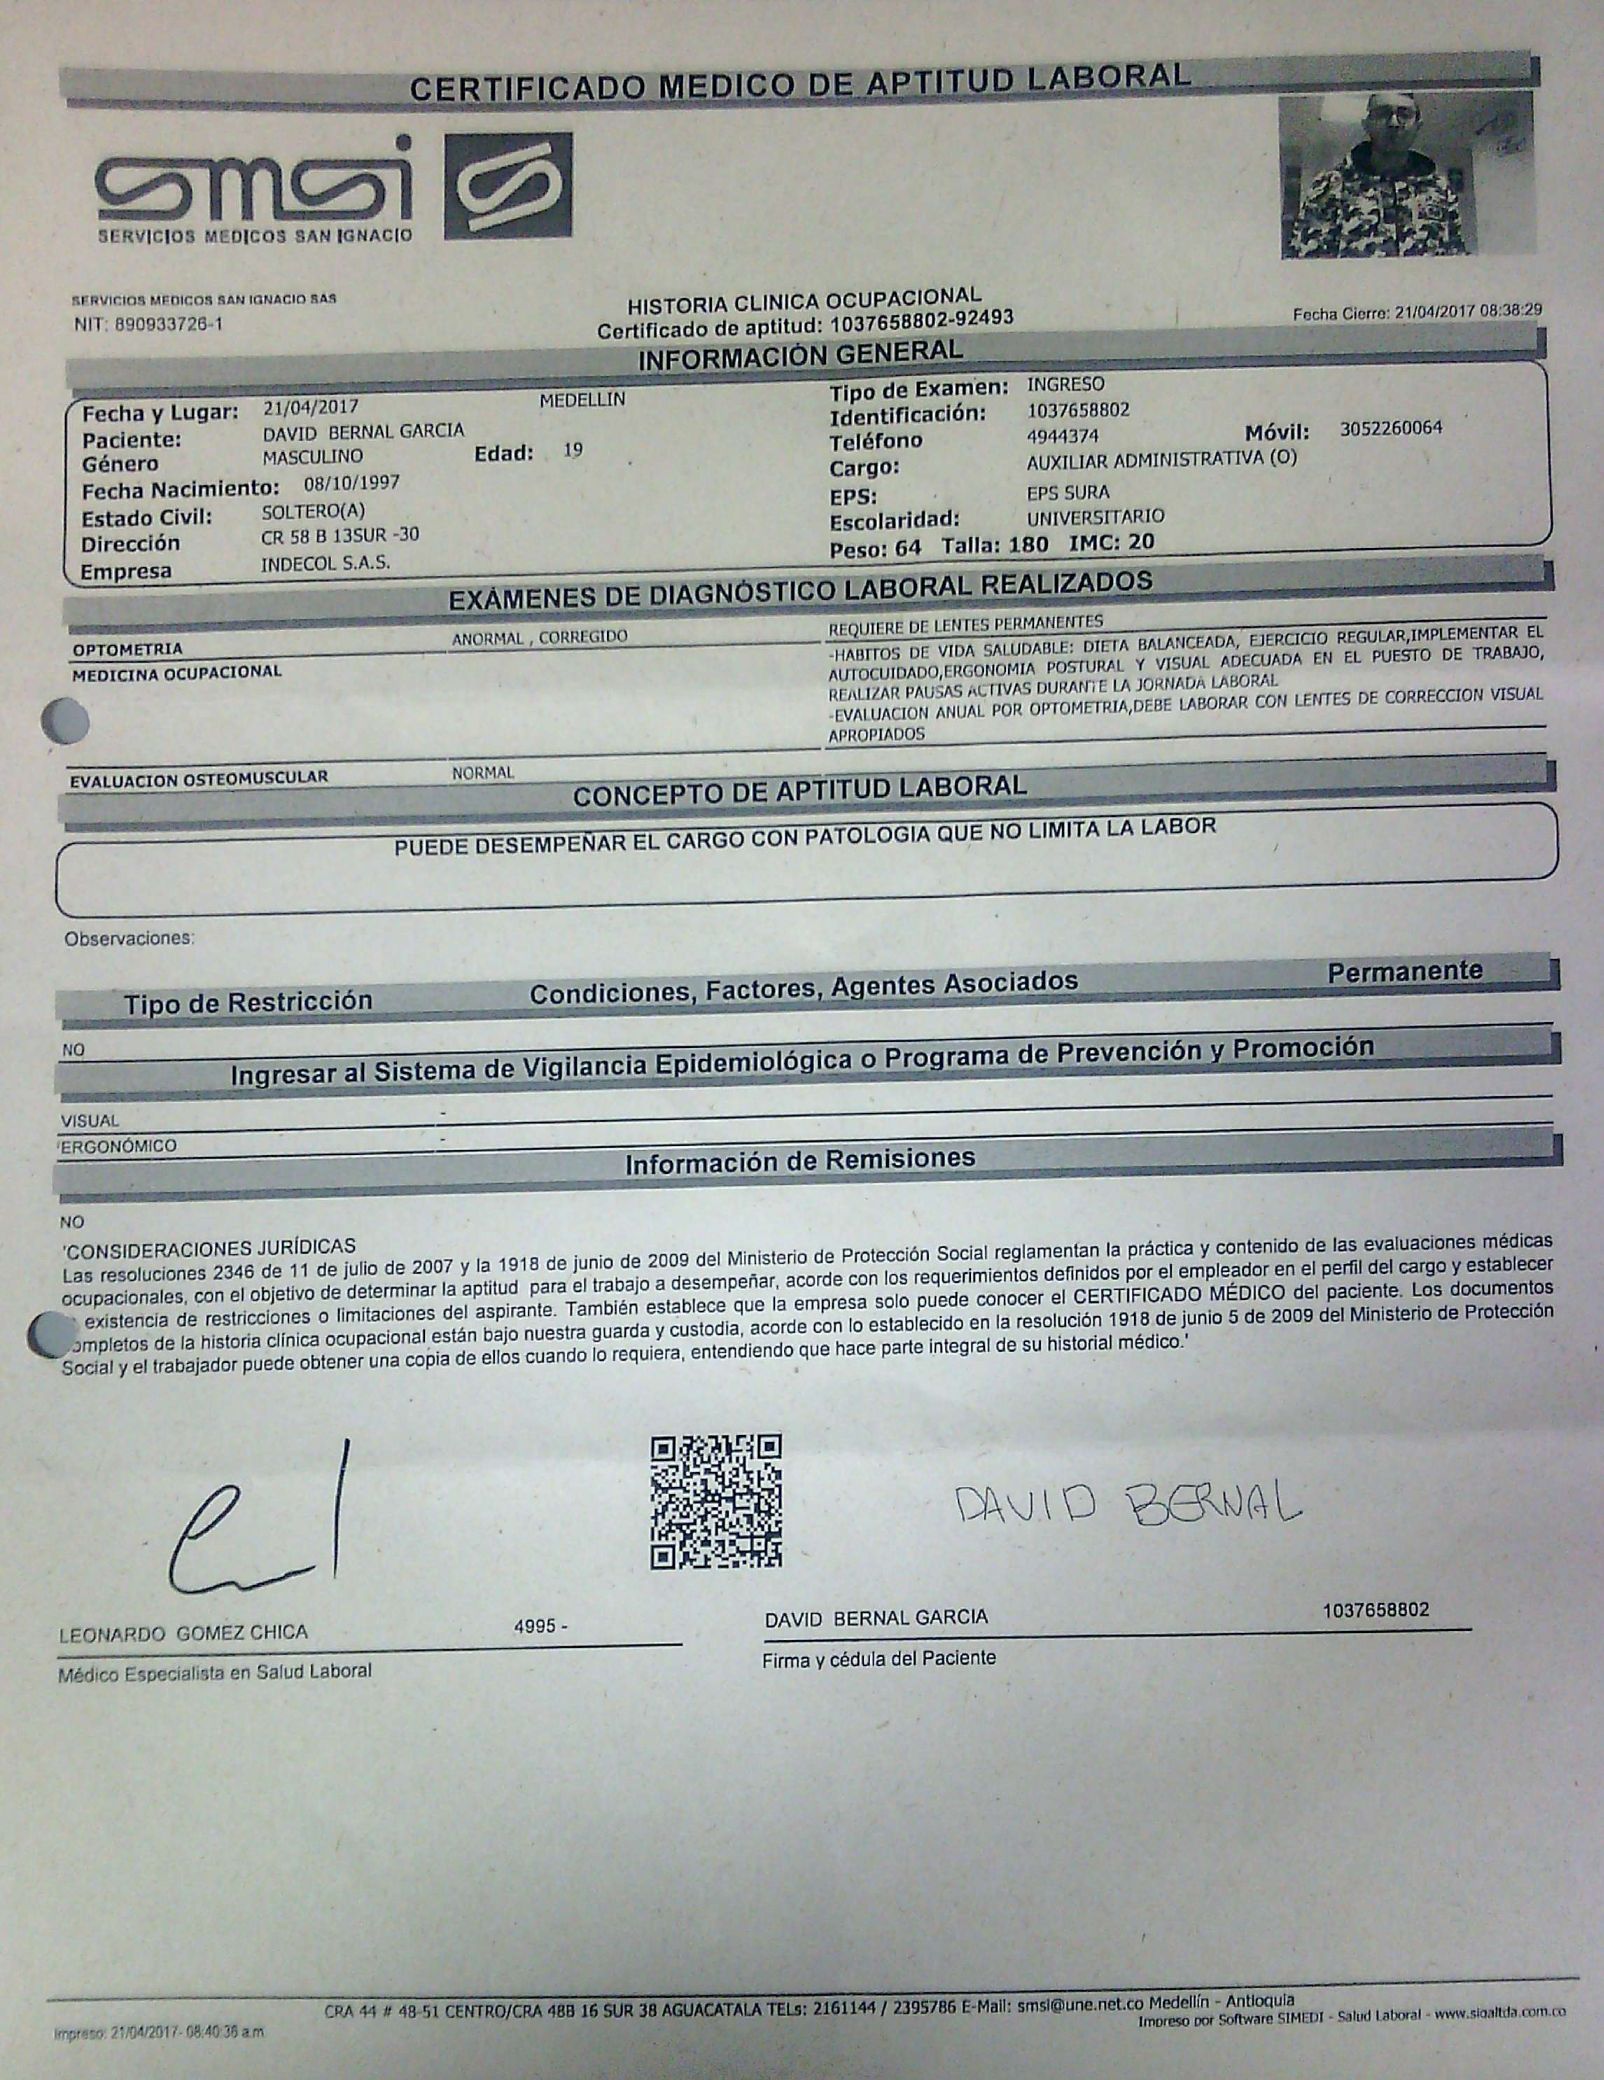 CERTIFICADO MEDICO DE APTITUD LABORAL
smsi
SERVICIOS MEDICOS SAN IGNACIO
SERVICIOS MEDICOS SAN IGNACIO SAS
NIT: 890933726-1
HISTORIA CLINICA OCUPACIONAL
Certificado de aptitud: 1037658802-92493
Fecha Cierre: 21/04/2017 08:38:29
INFORMACIÓN GENERAL
Fecha y Lugar: 21/04/2017 MEDELLIN
Paciente: DAVID BERNAL GARCIA
Género MASCULINO Edad: 19
Fecha Nacimiento: 08/10/1997
Estado Civil: SOLTERO(A)
Dirección CR 58 B 13SUR -30
Empresa INDECOL S.A.S.
Tipo de Examen: INGRESO
Identificación: 1037658802
Teléfono 4944374 Móvil: 3052260064
Cargo: AUXILIAR ADMINISTRATIVA (O)
EPS: EPS SURA
Escolaridad: UNIVERSITARIO
Peso: 64 Talla: 180 IMC: 20
EXÁMENES DE DIAGNÓSTICO LABORAL REALIZADOS
OPTOMETRIA ANORMAL , CORREGIDO REQUIERE DE LENTES PERMANENTES
MEDICINA OCUPACIONAL -HABITOS DE VIDA SALUDABLE: DIETA BALANCEADA, EJERCICIO REGULAR,IMPLEMENTAR EL
AUTOCUIDADO,ERGONOMIA POSTURAL Y VISUAL ADECUADA EN EL PUESTO DE TRABAJO,
REALIZAR PAUSAS ACTIVAS DURANTE LA JORNADA LABORAL
-EVALUACION ANUAL POR OPTOMETRIA,DEBE LABORAR CON LENTES DE CORRECCION VISUAL
APROPIADOS
EVALUACION OSTEOMUSCULAR NORMAL
CONCEPTO DE APTITUD LABORAL
PUEDE DESEMPEÑAR EL CARGO CON PATOLOGIA QUE NO LIMITA LA LABOR
Observaciones:
Tipo de Restricción Condiciones, Factores, Agentes Asociados Permanente
NO
Ingresar al Sistema de Vigilancia Epidemiológica o Programa de Prevención y Promoción
VISUAL -
'ERGONÓMICO -
Información de Remisiones
NO
'CONSIDERACIONES JURÍDICAS
Las resoluciones 2346 de 11 de julio de 2007 y la 1918 de junio de 2009 del Ministerio de Protección Social reglamentan la práctica y contenido de las evaluaciones médicas
ocupacionales, con el objetivo de determinar la aptitud para el trabajo a desempeñar, acorde con los requerimientos definidos por el empleador en el perfil del cargo y establecer
existencia de restricciones o limitaciones del aspirante. También establece que la empresa solo puede conocer el CERTIFICADO MÉDICO del paciente. Los documentos
ompletos de la historia clínica ocupacional están bajo nuestra guarda y custodia, acorde con lo establecido en la resolución 1918 de junio 5 de 2009 del Ministerio de Protección
Social y el trabajador puede obtener una copia de ellos cuando lo requiera, entendiendo que hace parte integral de su historial médico.'
DAVID BERNAL
LEONARDO GOMEZ CHICA 4995 -
Médico Especialista en Salud Laboral
DAVID BERNAL GARCIA 1037658802
Firma y cédula del Paciente
CRA 44 # 48-51 CENTRO/CRA 48B 16 SUR 38 AGUACATALA TELs: 2161144 / 2395786 E-Mail: smsi@une.net.co Medellín - Antioquia
Impreso: 21/04/2017- 08:40:36 a.m.
Impreso por Software SIMEDI - Salud Laboral - www.sigaltda.com.co